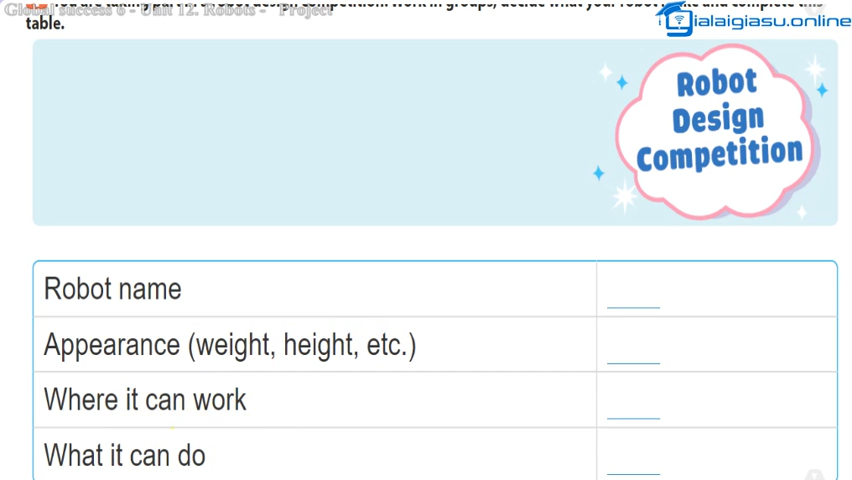 Global success 6 - Unit 12. Robots - Project
ialaigiasu.online
table.
Robot
Design
Competition
Robot name
Appearance (weight, height, etc.)
Where it can work
What it can do